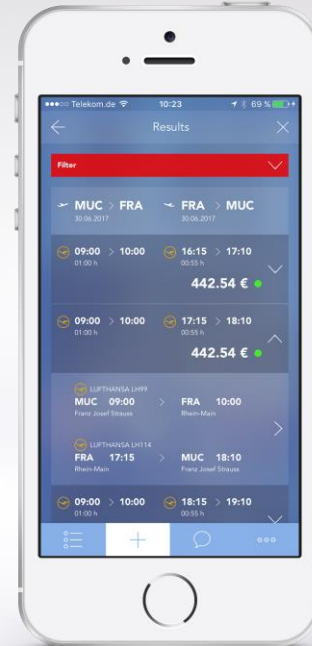 Telekom.de 10:23 69 %
Results
Filter
MUC > FRA FRA > MUC
30.06.2017 30.06.2017
09:00 > 10:00 16:15 > 17:10
01:00 h 00:55 h
442.54 €
09:00 > 10:00 17:15 > 18:10
01:00 h 00:55 h
442.54 €
LUFTHANSA LH99
MUC 09:00 > FRA 10:00
Franz Josef Strauss Rhein-Main
LUFTHANSA LH114
FRA 17:15 > MUC 18:10
Rhein-Main Franz Josef Strauss
09:00 > 10:00 18:15 > 19:10
01:00 h 00:55 h